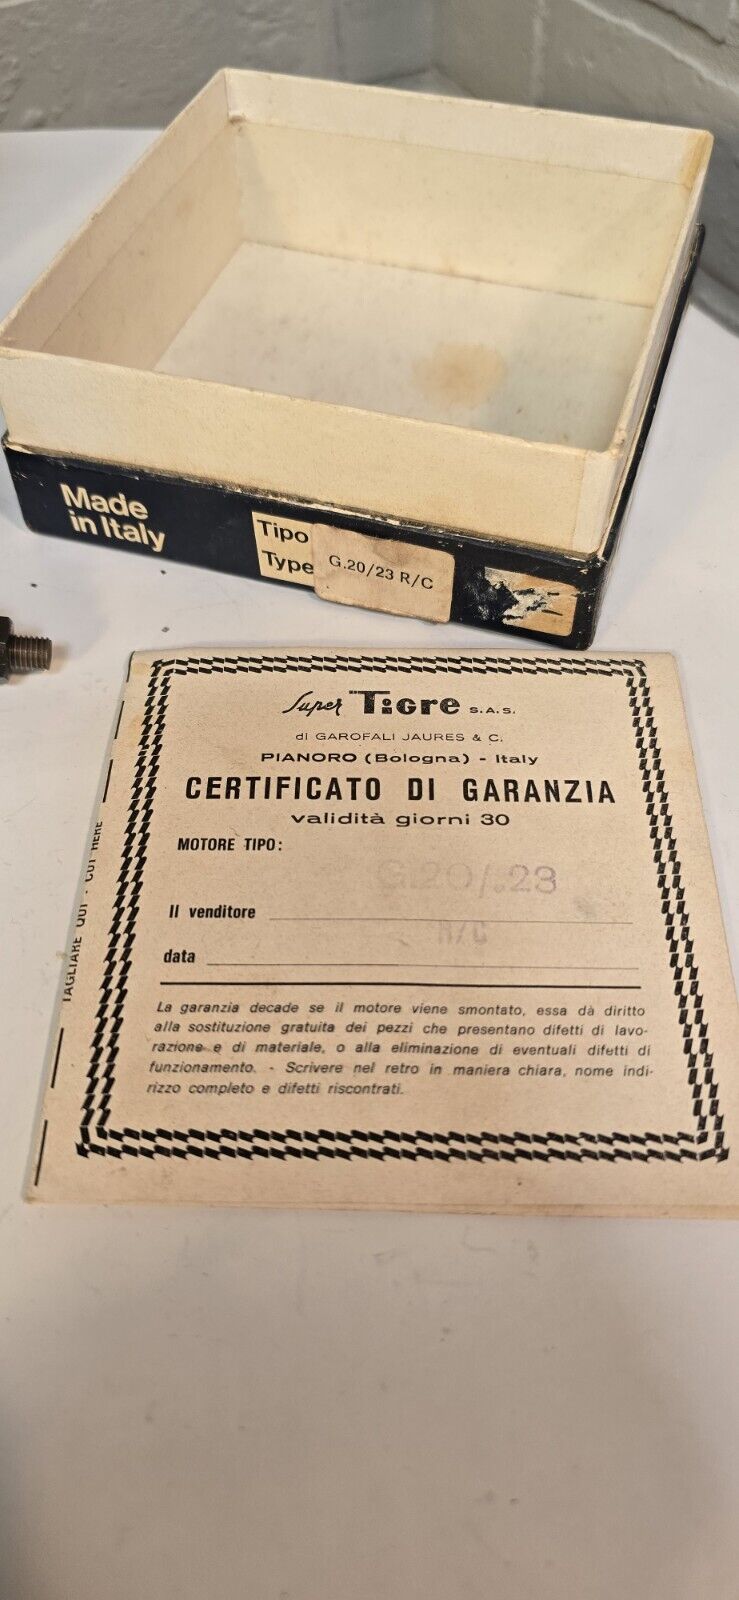 Made
in Italy
Tipo
Type
G.20/23 R/C
Super Tigre S.A.S.
di GAROFALI JAURES & C.
PIANORO (Bologna) - Italy
CERTIFICATO DI GARANZIA
validità giorni 30
MOTORE TIPO:
G.20/.23
Il venditore
R/C
data
La garanzia decade se il motore viene smontato, essa dà diritto
alla sostituzione gratuita dei pezzi che presentano difetti di lavo-
razione e di materiale, o alla eliminazione di eventuali difetti di
funzionamento. - Scrivere nel retro in maniera chiara, nome indi-
rizzo completo e difetti riscontrati.
TAGLIARE QUI - CUT HERE